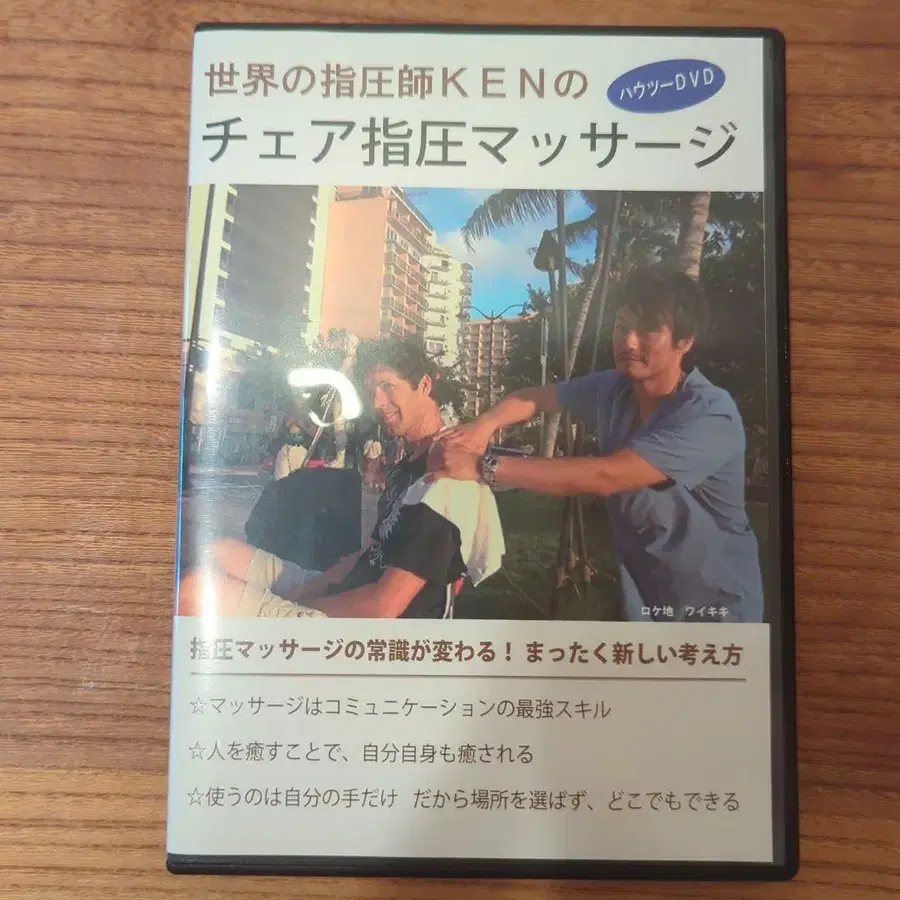 世界の指圧師KENの
ハウツーDVD
チェア指圧マッサージ
ロケ地 ワイキキ
指圧マッサージの常識が変わる！ まったく新しい考え方
☆マッサージはコミュニケーションの最強スキル
☆人を癒すことで、自分自身も癒される
☆使うのは自分の手だけ だから場所を選ばず、どこでもできる